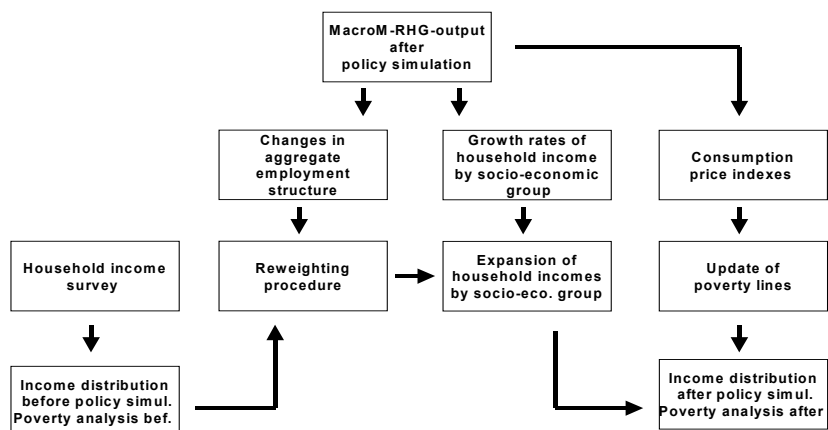 MacroM-RHG-output
after
policy simulation
Changes in
aggregate
employment
structure
Growth rates of
household income
by socio-economic
group
Consumption
price indexes
Household income
survey
Reweighting
procedure
Expansion of
household incomes
by socio-eco. group
Update of
poverty lines
Income distribution
before policy simul.
Poverty analysis bef.
Income distribution
after policy simul.
Poverty analysis after